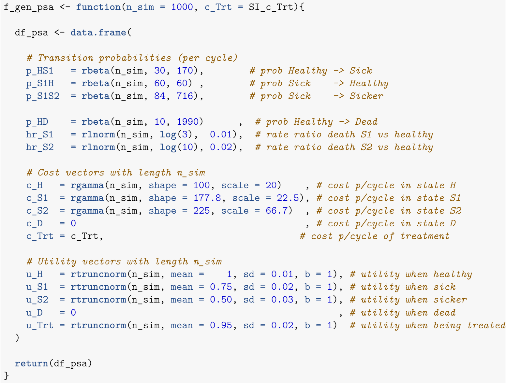 f_gen_psa <- function(n_sim = 1000, c_Trt = SI_c_Trt){
df_psa <- data.frame(
# Transition probabilities (per cycle)
p_HS1 = rbeta(n_sim, 30, 170), # prob Healthy -> Sick
p_S1H = rbeta(n_sim, 60, 60) , # prob Sick -> Healthy
p_S1S2 = rbeta(n_sim, 84, 716), # prob Sick -> Sicker
p_HD = rbeta(n_sim, 10, 1990) , # prob Healthy -> Dead
hr_S1 = rlnorm(n_sim, log(3), 0.01), # rate ratio death S1 vs healthy
hr_S2 = rlnorm(n_sim, log(10), 0.02), # rate ratio death S2 vs healthy
# Cost vectors with length n_sim
c_H = rgamma(n_sim, shape = 100, scale = 20) , # cost p/cycle in state H
c_S1 = rgamma(n_sim, shape = 177.8, scale = 22.5), # cost p/cycle in state S1
c_S2 = rgamma(n_sim, shape = 225, scale = 66.7) , # cost p/cycle in state S2
c_D = 0 , # cost p/cycle in state D
c_Trt = c_Trt, # cost p/cycle of treatment
# Utility vectors with length n_sim
u_H = rtruncnorm(n_sim, mean = 1, sd = 0.01, b = 1), # utility when healthy
u_S1 = rtruncnorm(n_sim, mean = 0.75, sd = 0.02, b = 1), # utility when sick
u_S2 = rtruncnorm(n_sim, mean = 0.50, sd = 0.03, b = 1), # utility when sicker
u_D = 0 , # utility when dead
u_Trt = rtruncnorm(n_sim, mean = 0.95, sd = 0.02, b = 1) # utility when being treated
)
return(df_psa)
}